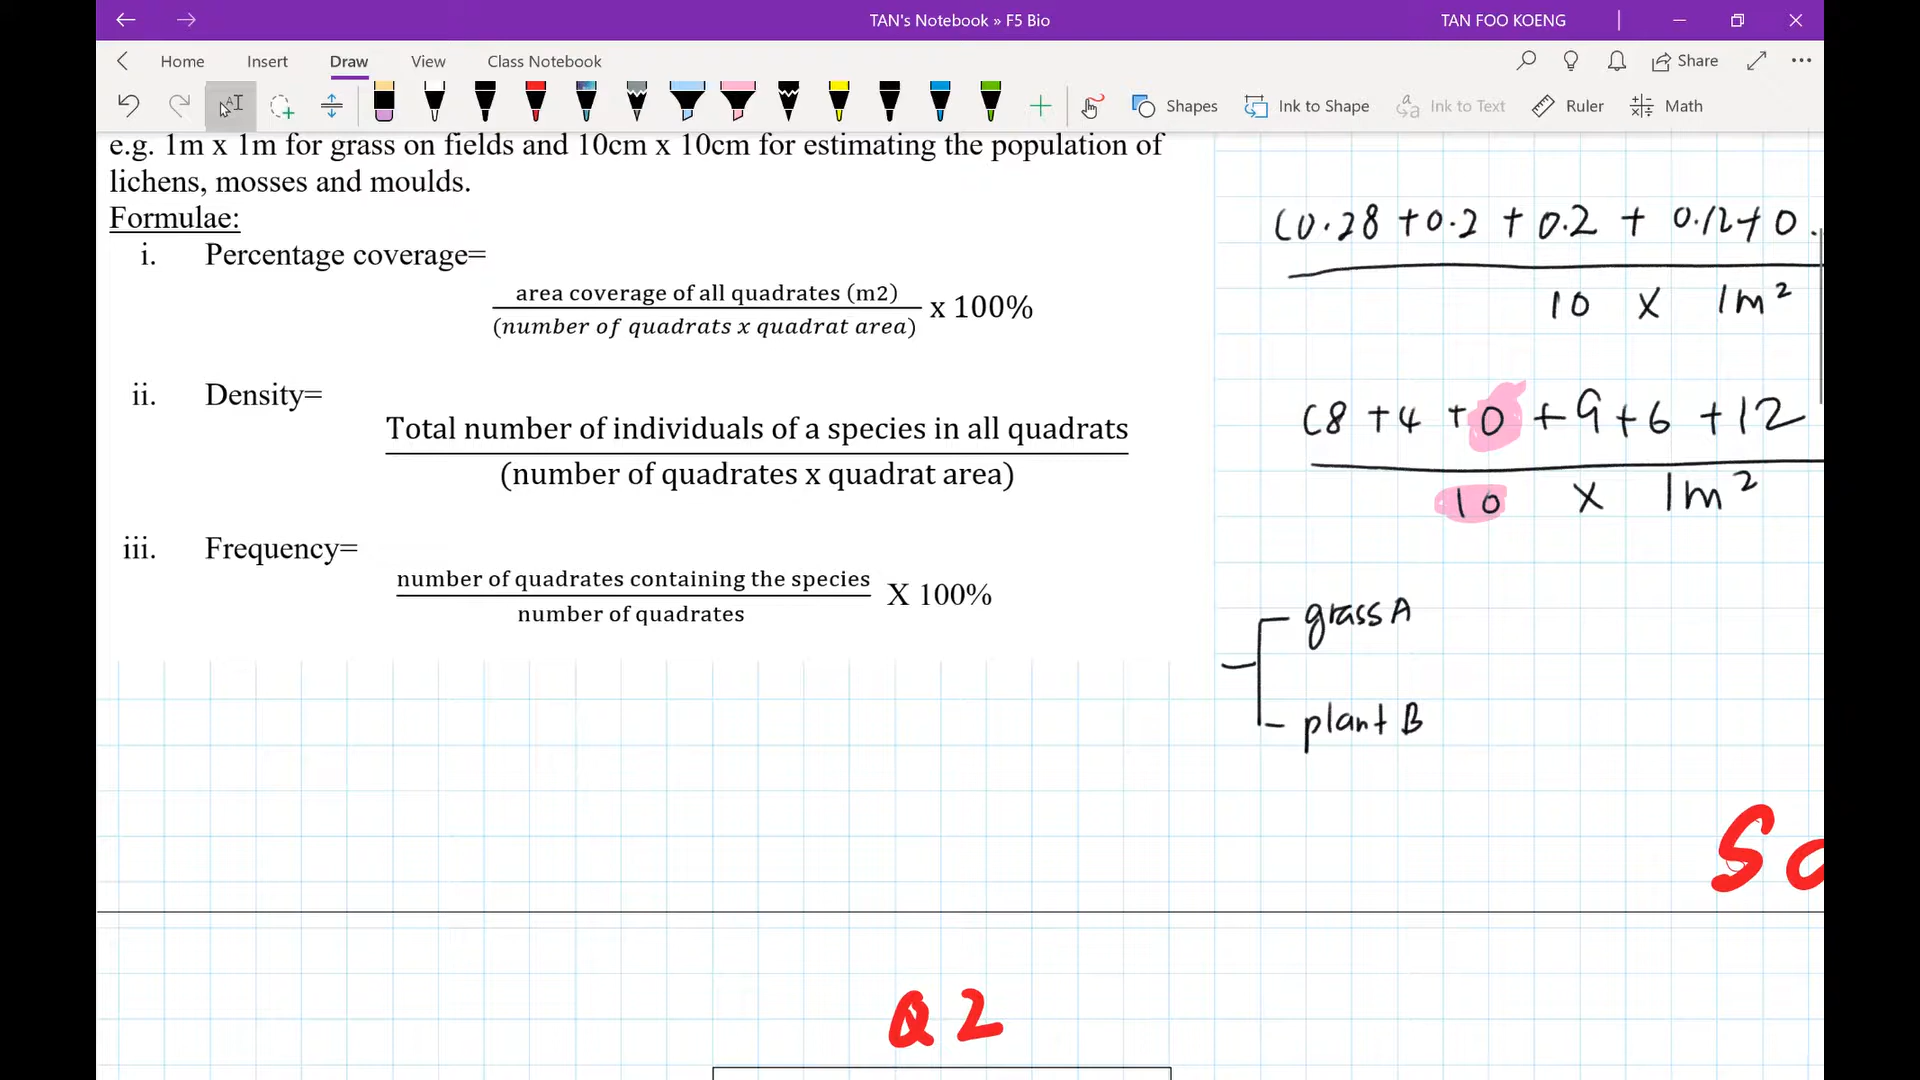 TAN's Notebook » F5 Bio
TAN FOO KOENG
Home Insert Draw View Class Notebook
Share
Shapes Ink to Shape Ink to Text Ruler Math
e.g. 1m x 1m for grass on fields and 10cm x 10cm for estimating the population of
lichens, mosses and moulds.
Formulae:
i. Percentage coverage=
area coverage of all quadrates (m2)
(number of quadrats x quadrat area)
x 100%
ii. Density=
Total number of individuals of a species in all quadrats
(number of quadrates x quadrat area)
iii. Frequency=
number of quadrates containing the species
number of quadrates
X 100%
(0.28 + 0.2 + 0.2 + 0.12 + 0.
10 x 1m²
(8 + 4 + 0 + 9 + 6 + 12
10 x 1m²
grass A
plant B
So
Q2